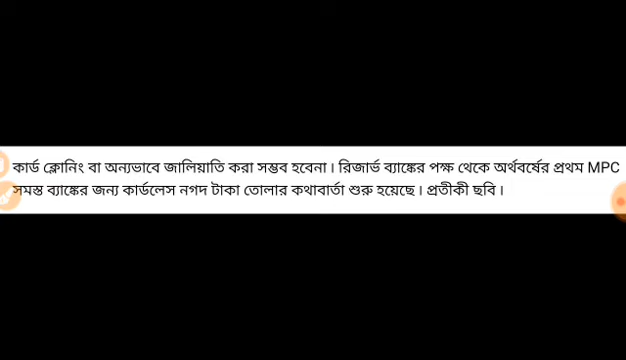 কার্ড ক্লোনিং বা অন্যভাবে জালিয়াতি করা সম্ভব হবেনা । রিজার্ভ ব্যাঙ্কের পক্ষ থেকে অর্থবর্ষের প্রথম MPC
সমস্ত ব্যাঙ্কের জন্য কার্ডলেস নগদ টাকা তোলার কথাবার্তা শুরু হয়েছে । প্রতীকী ছবি ।